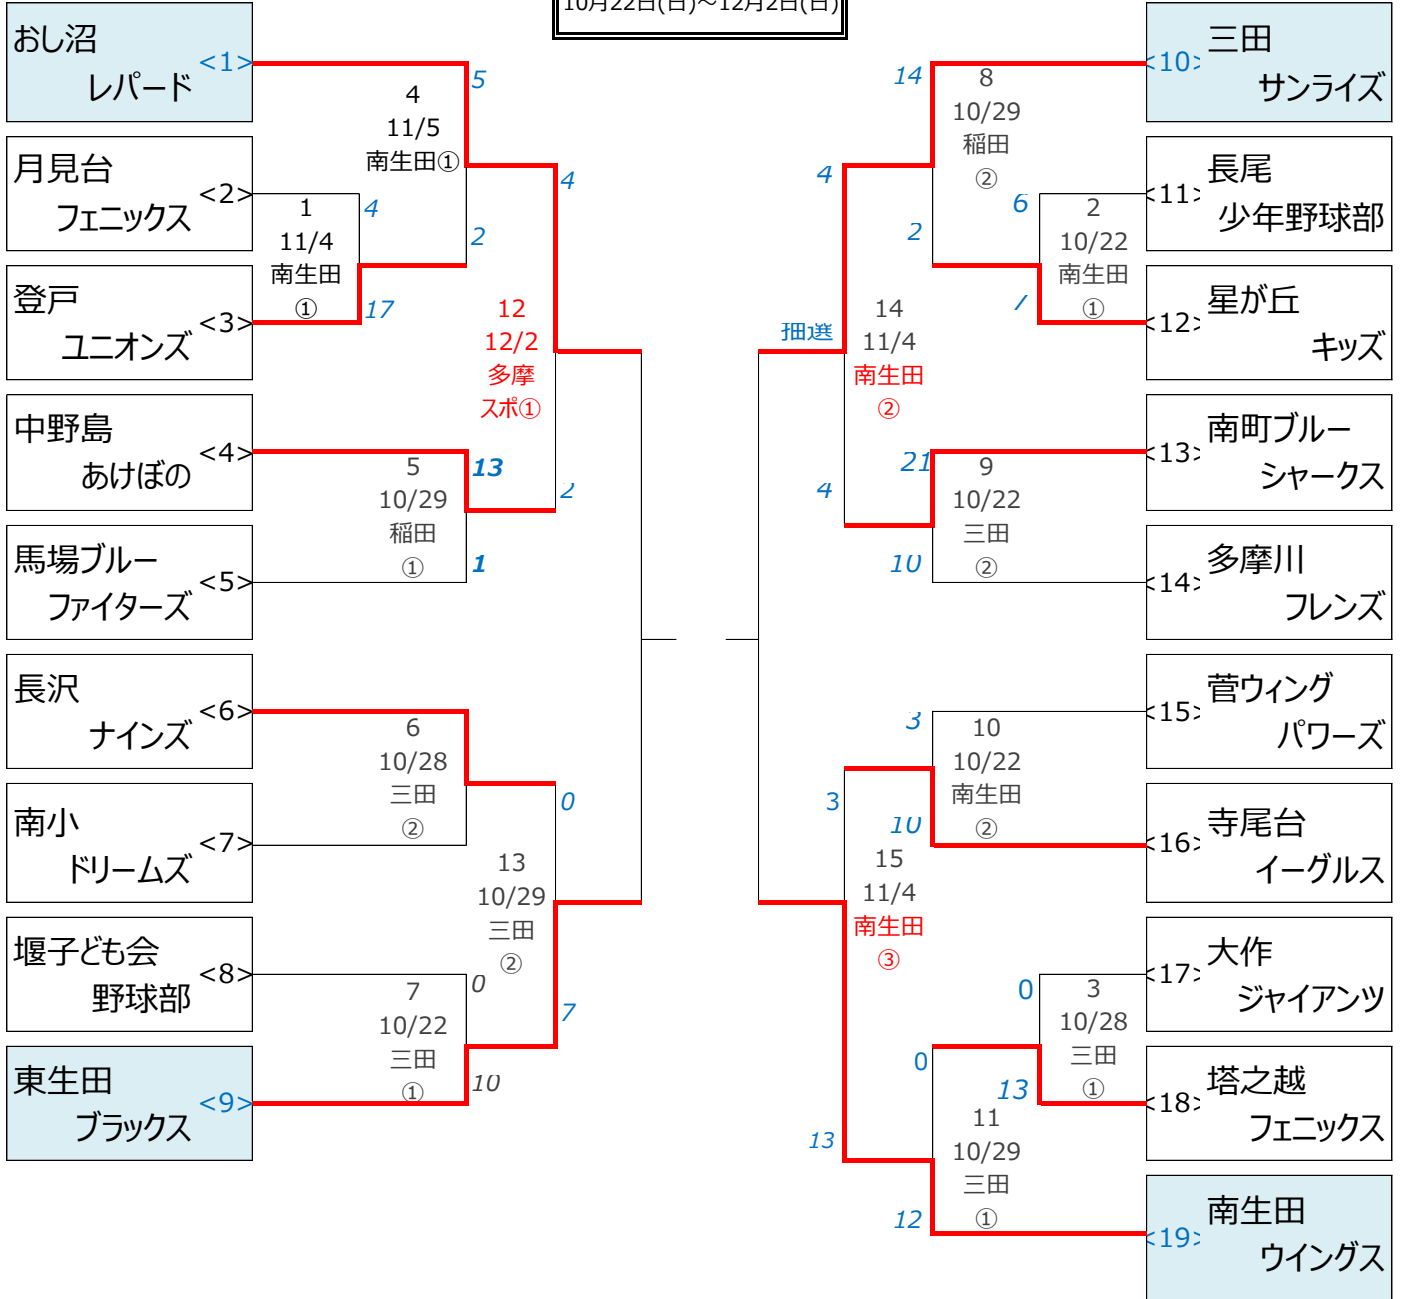 10月22日(日)～12月2日(日)
おし沼
レパード
<1>
月見台
フェニックス
<2>
登戸
ユニオンズ
<3>
中野島
あけぼの
<4>
馬場ブルー
ファイターズ
<5>
長沢
ナインズ
<6>
南小
ドリームズ
<7>
堰子ども会
野球部
<8>
東生田
ブラックス
<9>
1
11/4
南生田
①
4
17
4
11/5
南生田①
5
2
5
10/29
稲田
①
13
1
12
12/2
多摩
スポ①
4
2
6
10/28
三田
②
7
10/22
三田
①
0
10
13
10/29
三田
②
0
7
14
8
10/29
稲田
②
2
6
2
10/22
南生田
①
7
4
14
11/4
南生田
②
抽選
4
21
9
10/22
三田
②
10
3
10
10/22
南生田
②
10
3
15
11/4
南生田
③
13
0
3
10/28
三田
①
13
0
11
10/29
三田
①
12
三田
サンライズ
<10>
長尾
少年野球部
<11>
星が丘
キッズ
<12>
南町ブルー
シャークス
<13>
多摩川
フレンズ
<14>
菅ウィング
パワーズ
<15>
寺尾台
イーグルス
<16>
大作
ジャイアンツ
<17>
塔之越
フェニックス
<18>
南生田
ウイングス
<19>